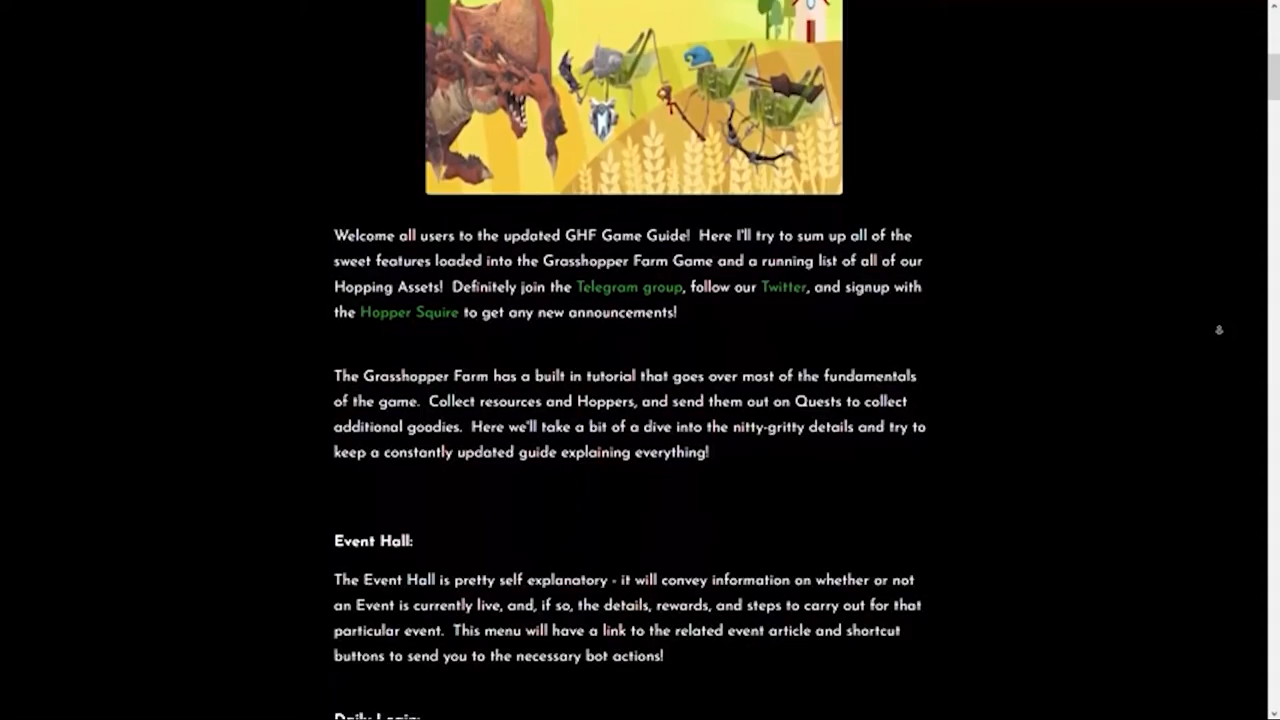 Welcome all users to the updated GHF Game Guide!  Here I'll try to sum up all of the
sweet features loaded into the Grasshopper Farm Game and a running list of all of our
Hopping Assets!  Definitely join the Telegram group, follow our Twitter, and signup with
the Hopper Squire to get any new announcements!
The Grasshopper Farm has a built in tutorial that goes over most of the fundamentals
of the game.  Collect resources and Hoppers, and send them out on Quests to collect
additional goodies.  Here we'll take a bit of a dive into the nitty-gritty details and try to
keep a constantly updated guide explaining everything!
Event Hall:
The Event Hall is pretty self explanatory - it will convey information on whether or not
an Event is currently live, and, if so, the details, rewards, and steps to carry out for that
particular event.  This menu will have a link to the related event article and shortcut
buttons to send you to the necessary bot actions!
Daily Login: